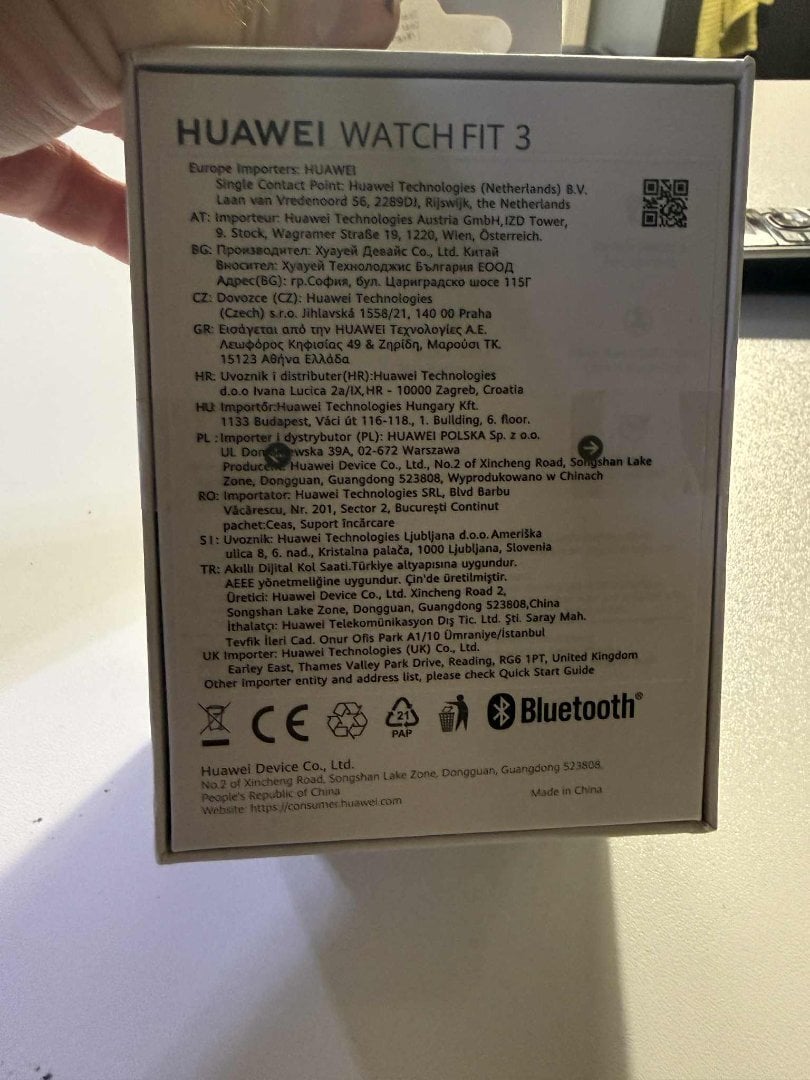 HUAWEI WATCH FIT 3
Europe Importers: HUAWEI
Single Contact Point: Huawei Technologies (Netherlands) B.V.
Laan van Vredenoord 56, 2289DJ, Rijswijk, the Netherlands
AT: Importeur: Huawei Technologies Austria GmbH,IZD Tower,
9. Stock, Wagramer Straße 19, 1220, Wien, Österreich.
BG: Производител: Хуауей Девайс Со., Ltd. Китай
Вносител: Хуауей Технолоджис България ЕООД
Адрес(BG): гр.София, бул. Цариградско шосе 115Г
CZ: Dovozce (CZ): Huawei Technologies
(Czech) s.r.o. Jihlavská 1558/21, 140 00 Praha
GR: Εισάγεται από την HUAWEI Τεχνολογίες Α.Ε.
Λεωφόρος Κηφισίας 49 & Ζηρίδη, Μαρούσι ΤΚ.
15123 Αθήνα Ελλάδα
HR: Uvoznik i distributer(HR):Huawei Technologies
d.o.o Ivana Lucica 2a/IX,HR - 10000 Zagreb, Croatia
HU: Importőr:Huawei Technologies Hungary Kft.
1133 Budapest, Váci út 116-118., 1. Building, 6. floor.
PL : Importer i dystrybutor (PL): HUAWEI POLSKA Sp. z o.o.
Ul. 39A, 02-672 Warszawa
Huawei Device Co., Ltd., No.2 of Xincheng Road, Songshan Lake
Zone, Dongguan, Guangdong 523808, Wyprodukowano w Chinach
RO: Importator: Huawei Technologies SRL, Blvd Barbu
Văcărescu, Nr. 201, Sector 2, Bucureşti Continut
pachet:Ceas, Suport încărcare
SI: Uvoznik: Huawei Technologies Ljubljana d.o.o. Ameriška
ulica 8, 6. nad., Kristalna palača, 1000 Ljubljana, Slovenia
TR: Akıllı Dijital Kol Saati.Türkiye altyapısına uygundur.
AEEE yönetmeliğine uygundur. Çin'de üretilmiştir.
Üretici: Huawei Device Co., Ltd. Xincheng Road 2,
Songshan Lake Zone, Dongguan, Guangdong 523808,China
İthalatçı: Huawei Telekomünikasyon Dış Tic. Ltd. Şti. Saray Mah.
Tevfik İleri Cad. Onur Ofis Park A1/10 Ümraniye/İstanbul
UK Importer: Huawei Technologies (UK) Co., Ltd.
Earley East, Thames Valley Park Drive, Reading, RG6 1PT, United Kingdom
Other importer entity and address list, please check Quick Start Guide
CE 21 PAP Bluetooth®
Huawei Device Co., Ltd.
No.2 of Xincheng Road, Songshan Lake Zone, Dongguan, Guangdong 523808,
People's Republic of China
Made in China
Website: https://consumer.huawei.com